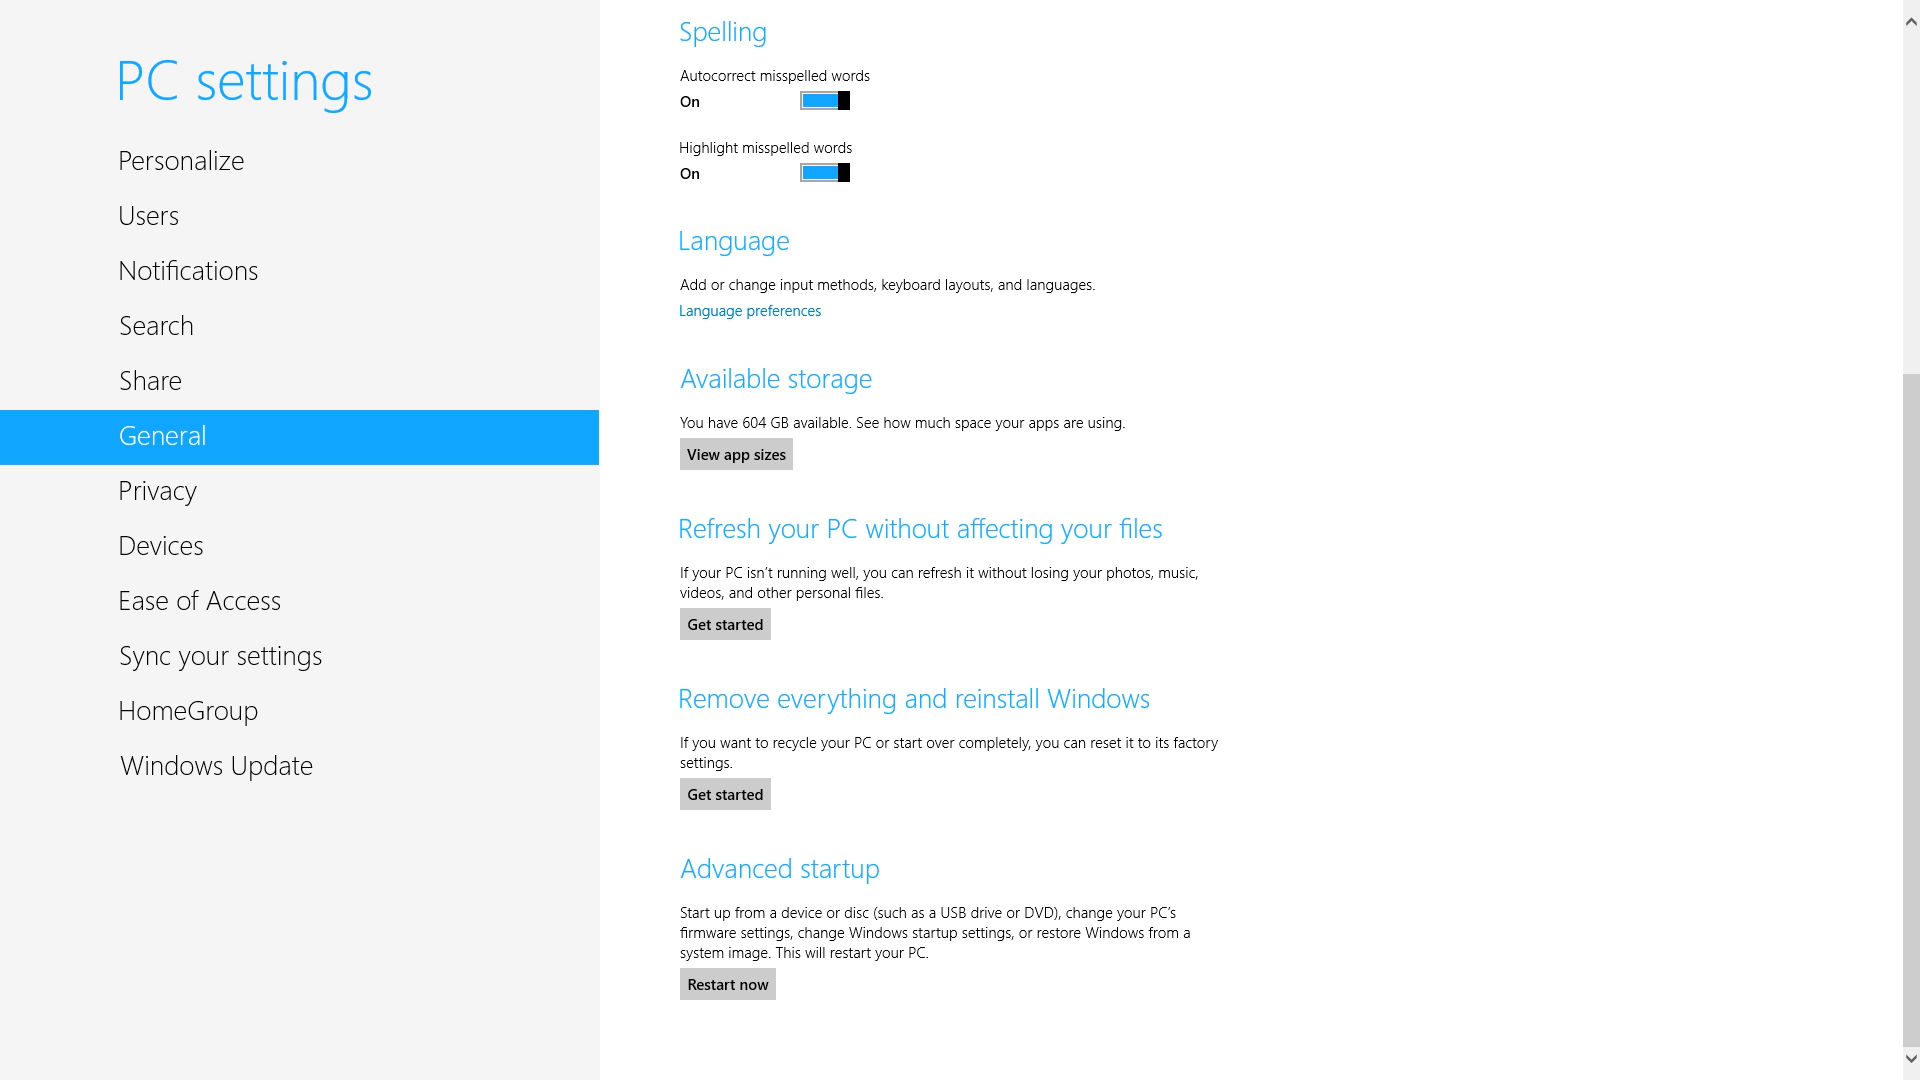 PC settings
Personalize
Users
Notifications
Search
Share
General
Privacy
Devices
Ease of Access
Sync your settings
HomeGroup
Windows Update
Spelling
Autocorrect misspelled words
On
Highlight misspelled words
On
Language
Add or change input methods, keyboard layouts, and languages.
Language preferences
Available storage
You have 604 GB available. See how much space your apps are using.
View app sizes
Refresh your PC without affecting your files
If your PC isn't running well, you can refresh it without losing your photos, music,
videos, and other personal files.
Get started
Remove everything and reinstall Windows
If you want to recycle your PC or start over completely, you can reset it to its factory
settings.
Get started
Advanced startup
Start up from a device or disc (such as a USB drive or DVD), change your PC's
firmware settings, change Windows startup settings, or restore Windows from a
system image. This will restart your PC.
Restart now